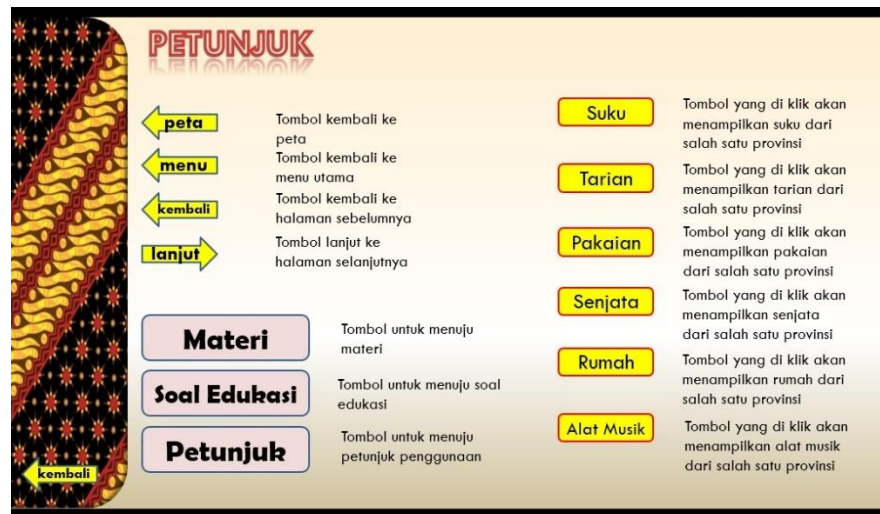 PETUNJUK
peta
Tombol kembali ke
peta
menu
Tombol kembali ke
menu utama
kembali
Tombol kembali ke
halaman sebelumnya
lanjut
Tombol lanjut ke
halaman selanjutnya
Materi
Tombol untuk menuju
materi
Soal Edukasi
Tombol untuk menuju soal
edukasi
Petunjuk
Tombol untuk menuju
petunjuk penggunaan
kembali
Suku
Tombol yang di klik akan
menampilkan suku dari
salah satu provinsi
Tarian
Tombol yang di klik akan
menampilkan tarian dari
salah satu provinsi
Pakaian
Tombol yang di klik akan
menampilkan pakaian
dari salah satu provinsi
Senjata
Tombol yang di klik akan
menampilkan senjata
dari salah satu provinsi
Rumah
Tombol yang di klik akan
menampilkan rumah dari
salah satu provinsi
Alat Musik
Tombol yang di klik akan
menampilkan alat musik
dari salah satu provinsi